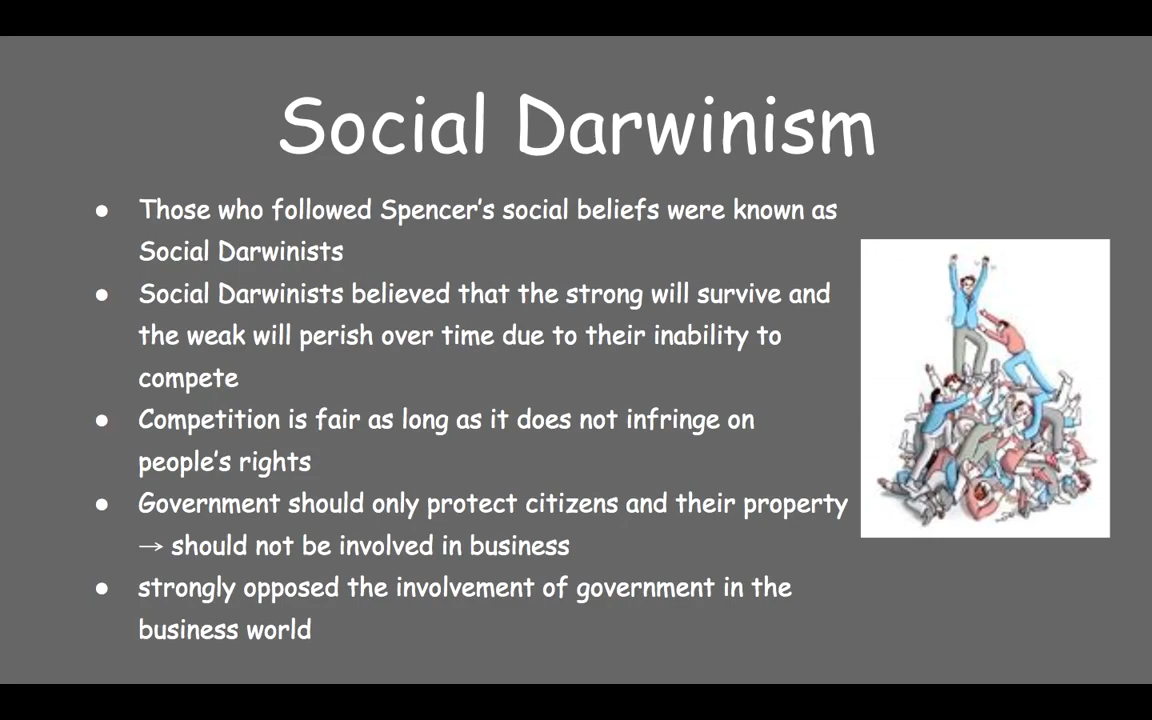 Social Darwinism
● Those who followed Spencer's social beliefs were known as
Social Darwinists
● Social Darwinists believed that the strong will survive and
the weak will perish over time due to their inability to
compete
● Competition is fair as long as it does not infringe on
people's rights
● Government should only protect citizens and their property
→ should not be involved in business
● strongly opposed the involvement of government in the
business world